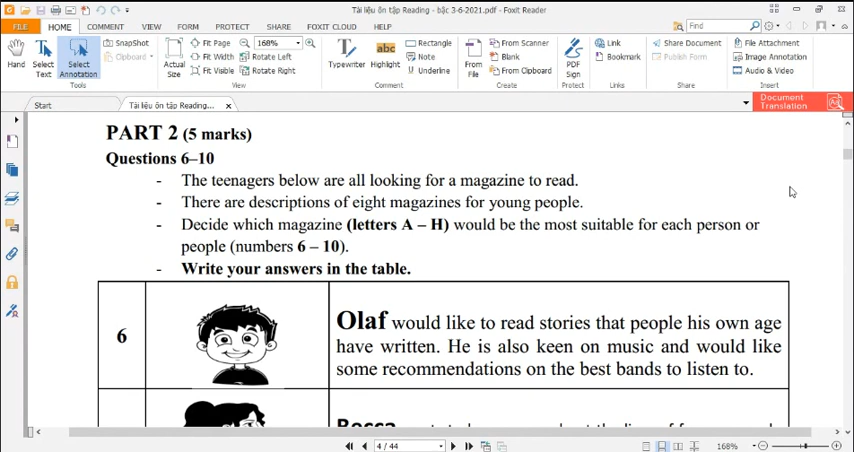 Tài liệu ôn tập Reading - bậc 3-6-2021.pdf - Foxit Reader
FILE HOME COMMENT VIEW FORM PROTECT SHARE FOXIT CLOUD HELP
Find
Hand
Select Text
Select Annotation
SnapShot
Clipboard
Tools
Actual Size
Fit Page
Fit Width
Fit Visible
168%
Rotate Left
Rotate Right
View
Typewriter
Highlight
Rectangle
Note
Underline
Comment
From File
From Scanner
Blank
From Clipboard
Create
PDF Sign
Protect
Link
Bookmark
Links
Share Document
Publish Form
Share
File Attachment
Image Annotation
Audio & Video
Insert
Start
Tài liệu ôn tập Reading...
Document Translation
PART 2 (5 marks)
Questions 6–10
- The teenagers below are all looking for a magazine to read.
- There are descriptions of eight magazines for young people.
- Decide which magazine (letters A – H) would be the most suitable for each person or
people (numbers 6 – 10).
- Write your answers in the table.
6
Olaf would like to read stories that people his own age
have written. He is also keen on music and would like
some recommendations on the best bands to listen to.
4 / 44
168%